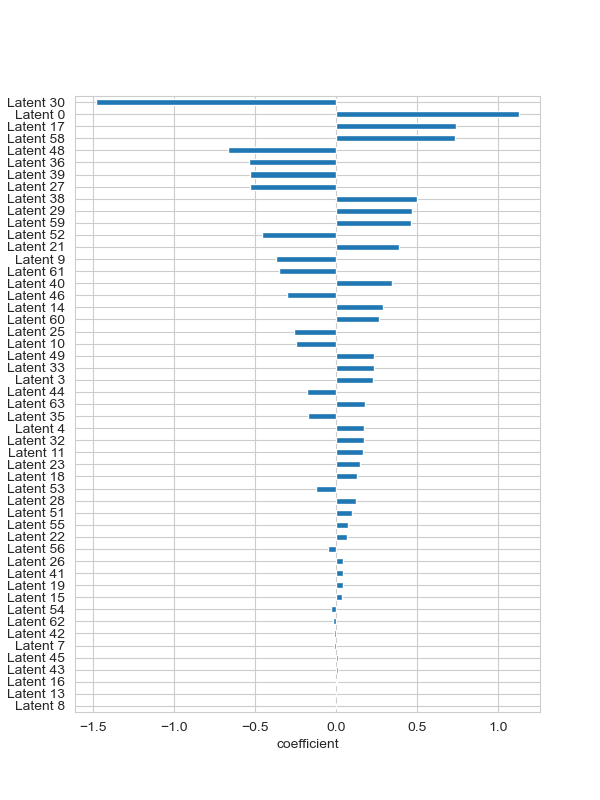 Latent 30
Latent 0
Latent 17
Latent 58
Latent 48
Latent 36
Latent 39
Latent 27
Latent 38
Latent 29
Latent 59
Latent 52
Latent 21
Latent 9
Latent 61
Latent 40
Latent 46
Latent 14
Latent 60
Latent 25
Latent 10
Latent 49
Latent 33
Latent 3
Latent 44
Latent 63
Latent 35
Latent 4
Latent 32
Latent 11
Latent 23
Latent 18
Latent 53
Latent 28
Latent 51
Latent 55
Latent 22
Latent 56
Latent 26
Latent 41
Latent 19
Latent 15
Latent 54
Latent 62
Latent 42
Latent 7
Latent 45
Latent 43
Latent 16
Latent 13
Latent 8
−1.5 −1.0 −0.5 0.0 0.5 1.0
coefficient